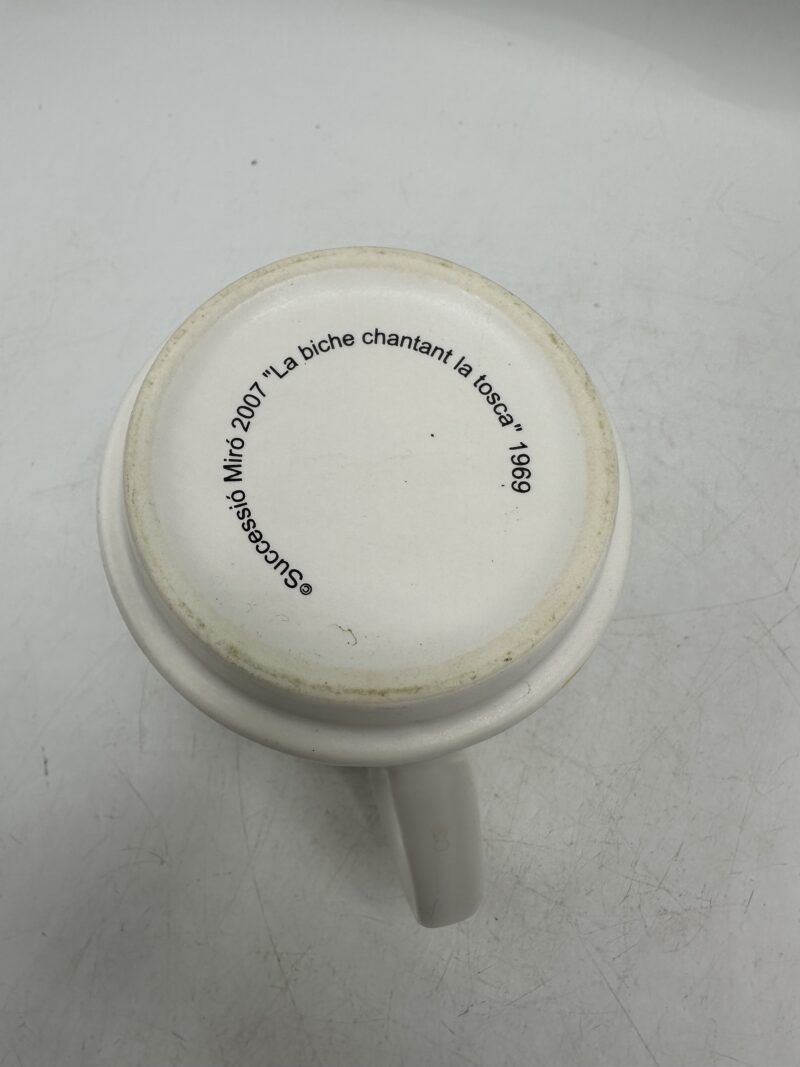 ©Successió Miró 2007 "La biche chantant la tosca" 1969